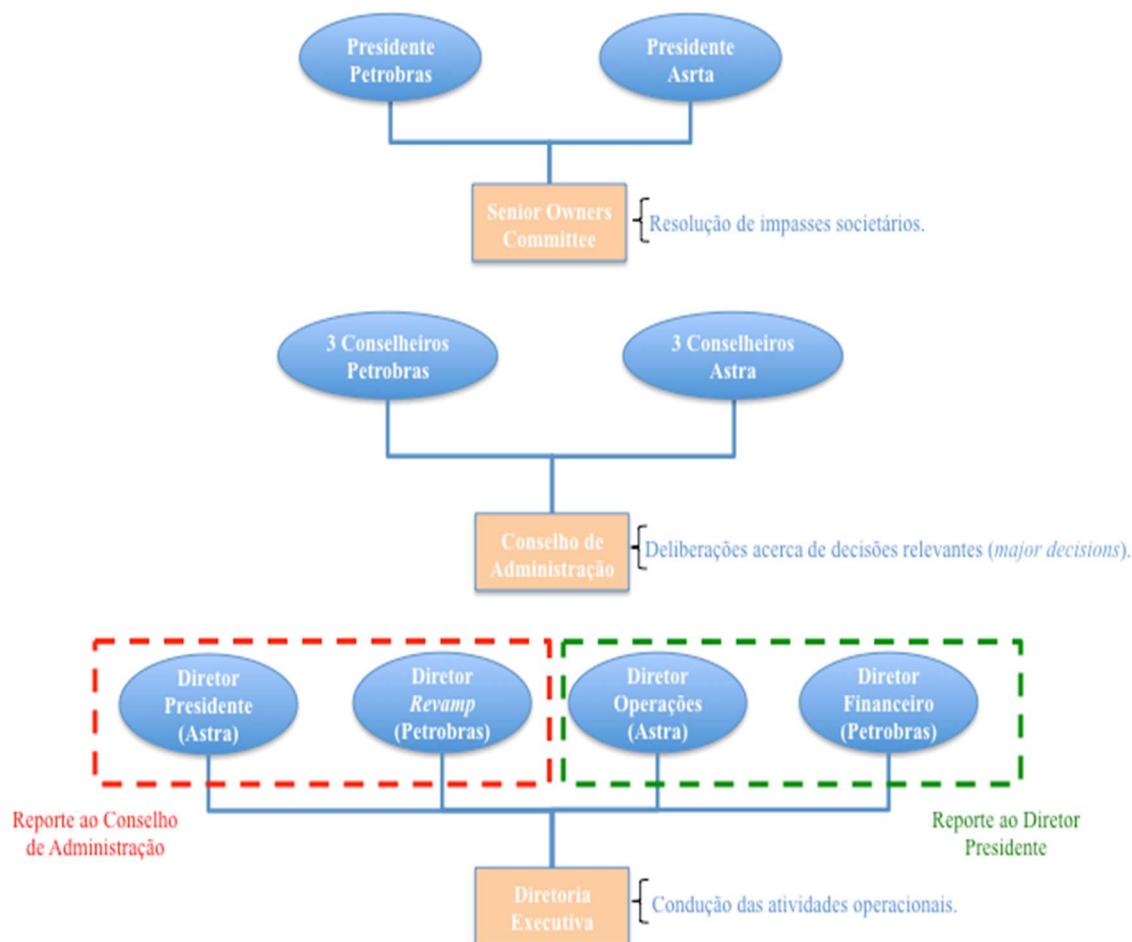 Presidente
Petrobras
Presidente
Asrta
Senior Owners
Committee
Resolução de impasses societários.
3 Conselheiros
Petrobras
3 Conselheiros
Astra
Conselho de
Administração
Deliberações acerca de decisões relevantes (major decisions).
Diretor
Presidente
(Astra)
Diretor
Revamp
(Petrobras)
Diretor
Operações
(Astra)
Diretor
Financeiro
(Petrobras)
Reporte ao Conselho
de Administração
Reporte ao Diretor
Presidente
Diretoria
Executiva
Condução das atividades operacionais.